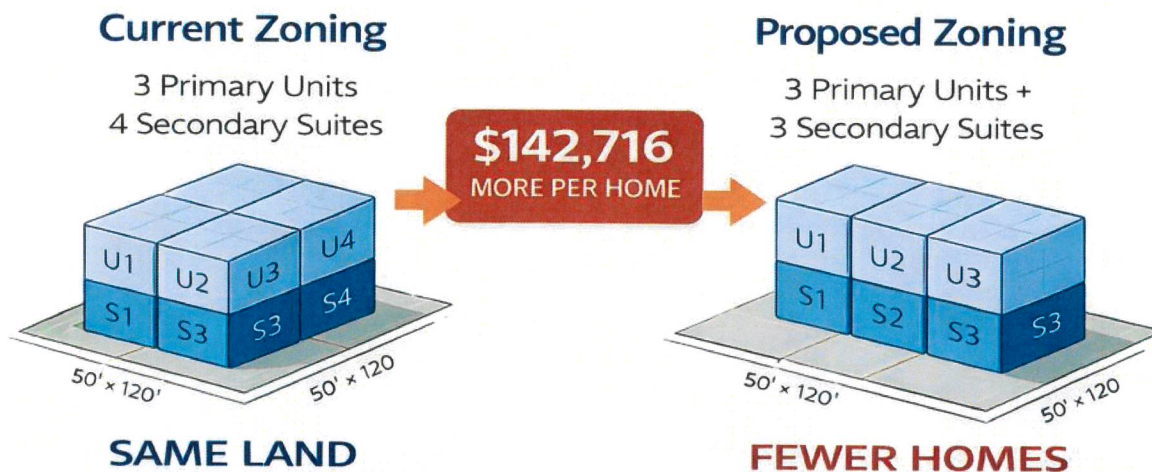 Current Zoning
3 Primary Units
4 Secondary Suites
U1
U2
U3
U4
S1
S3
S3
S4
50' × 120'
50' × 120
SAME LAND
$142,716
MORE PER HOME
Proposed Zoning
3 Primary Units +
3 Secondary Suites
U1
U2
U3
S1
S2
S3
S3
50' × 120'
50' × 120
FEWER HOMES